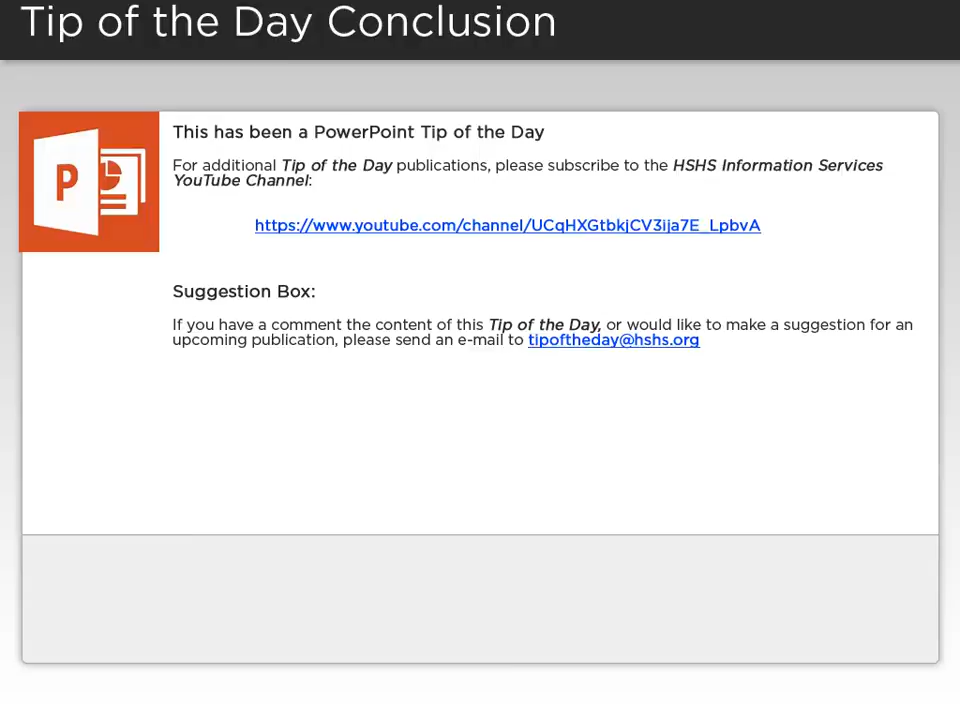 Tip of the Day Conclusion
This has been a PowerPoint Tip of the Day
For additional Tip of the Day publications, please subscribe to the HSHS Information Services
YouTube Channel:
https://www.youtube.com/channel/UCqHXGtbkjCV3ija7E_LpbvA
Suggestion Box:
If you have a comment the content of this Tip of the Day, or would like to make a suggestion for an
upcoming publication, please send an e-mail to tipoftheday@hshs.org
P